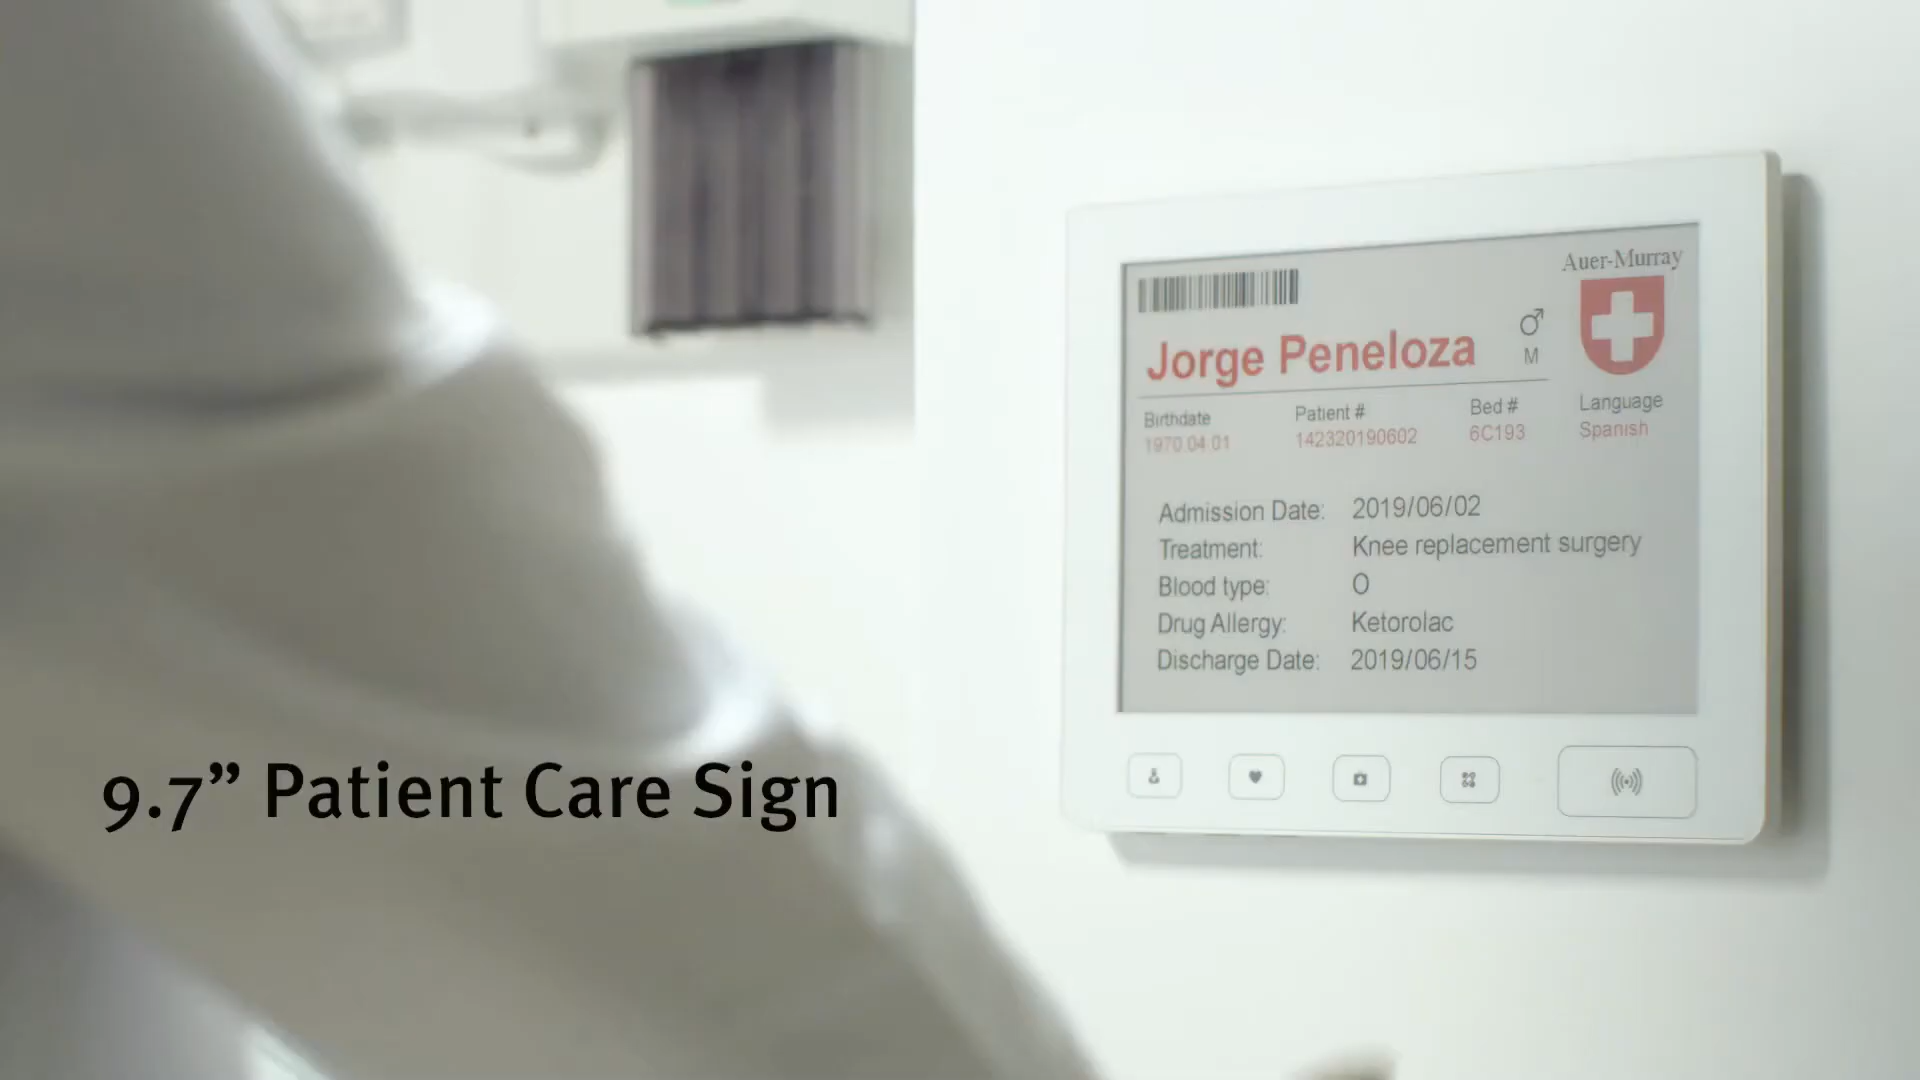 Auer-Murray
Jorge Peneloza
M
Birthdate Patient # Bed # Language
1970.04.01 142320190602 6C193 Spanish
Admission Date: 2019/06/02
Treatment: Knee replacement surgery
Blood type: O
Drug Allergy: Ketorolac
Discharge Date: 2019/06/15
9.7” Patient Care Sign